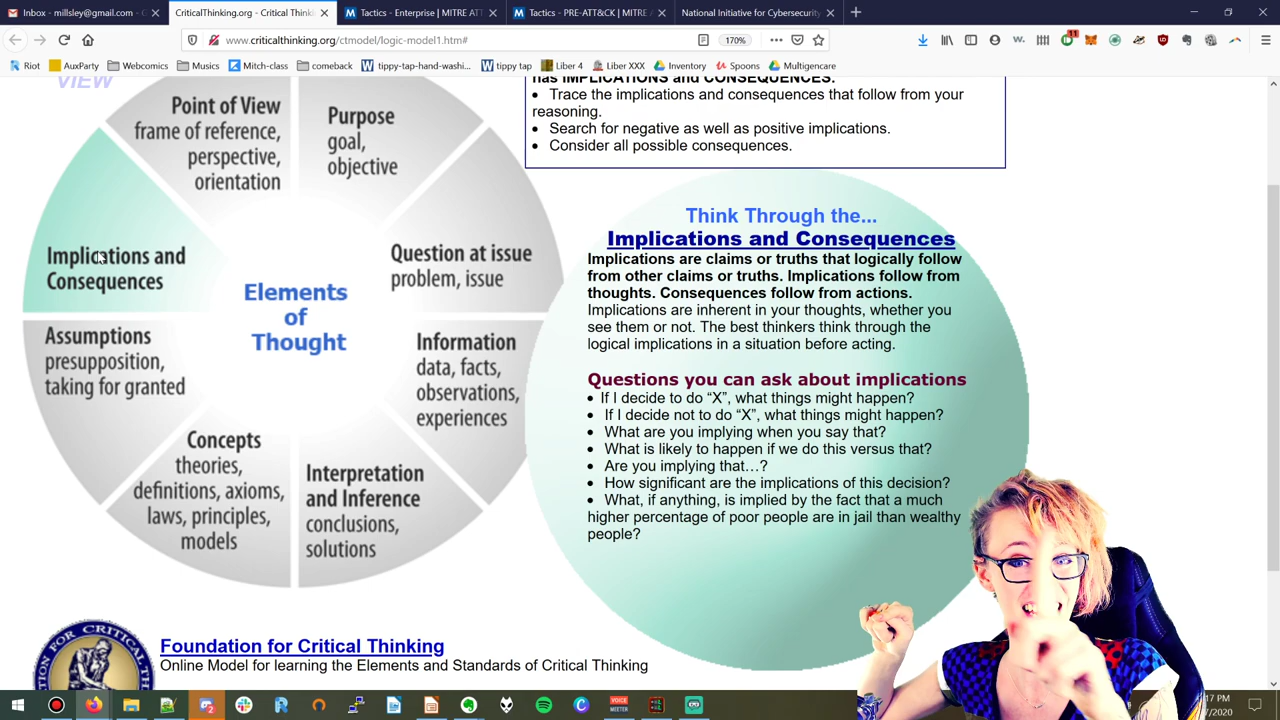 Inbox - millsley@gmail.com - G
CriticalThinking.org - Critical Thinki
Tactics - Enterprise | MITRE ATT
Tactics - PRE-ATT&CK | MITRE AT
National Initiative for Cybersecurity
www.criticalthinking.org/ctmodel/logic-model1.htm#
170%
11
Riot
AuxParty
Webcomics
Musics
Mitch-class
comeback
tippy-tap-hand-washi...
tippy tap
Liber 4
Liber XXX
Inventory
Spoons
Multigencare
VIEW
has IMPLICATIONS and CONSEQUENCES.
• Trace the implications and consequences that follow from your
reasoning.
• Search for negative as well as positive implications.
• Consider all possible consequences.
Point of View
frame of reference,
perspective,
orientation
Purpose
goal,
objective
Implications and
Consequences
Question at issue
problem, issue
Elements
of
Thought
Assumptions
presupposition,
taking for granted
Information
data, facts,
observations,
experiences
Concepts
theories,
definitions, axioms,
laws, principles,
models
Interpretation
and Inference
conclusions,
solutions
Think Through the...
Implications and Consequences
Implications are claims or truths that logically follow
from other claims or truths. Implications follow from
thoughts. Consequences follow from actions.
Implications are inherent in your thoughts, whether you
see them or not. The best thinkers think through the
logical implications in a situation before acting.
Questions you can ask about implications
• If I decide to do “X”, what things might happen?
• If I decide not to do “X”, what things might happen?
• What are you implying when you say that?
• What is likely to happen if we do this versus that?
• Are you implying that…?
• How significant are the implications of this decision?
• What, if anything, is implied by the fact that a much
higher percentage of poor people are in jail than wealthy
people?
Foundation for Critical Thinking
Online Model for learning the Elements and Standards of Critical Thinking
VOICE
MEETER
:17 PM
/7/2020